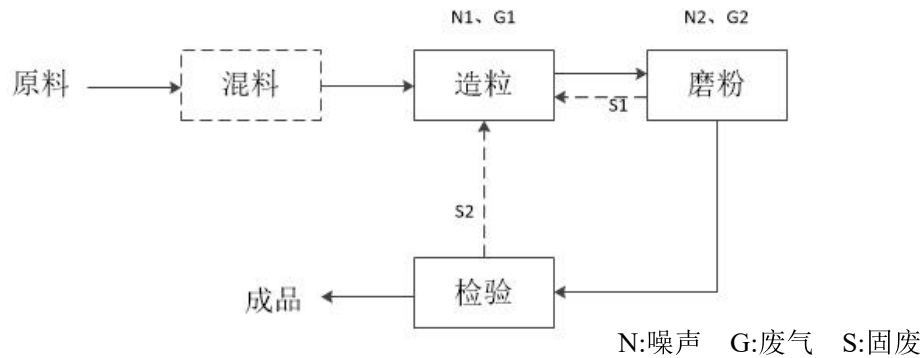 N1、G1
N2、G2
原料
混料
造粒
磨粉
S1
S2
成品
检验
N:噪声 G:废气 S:固废